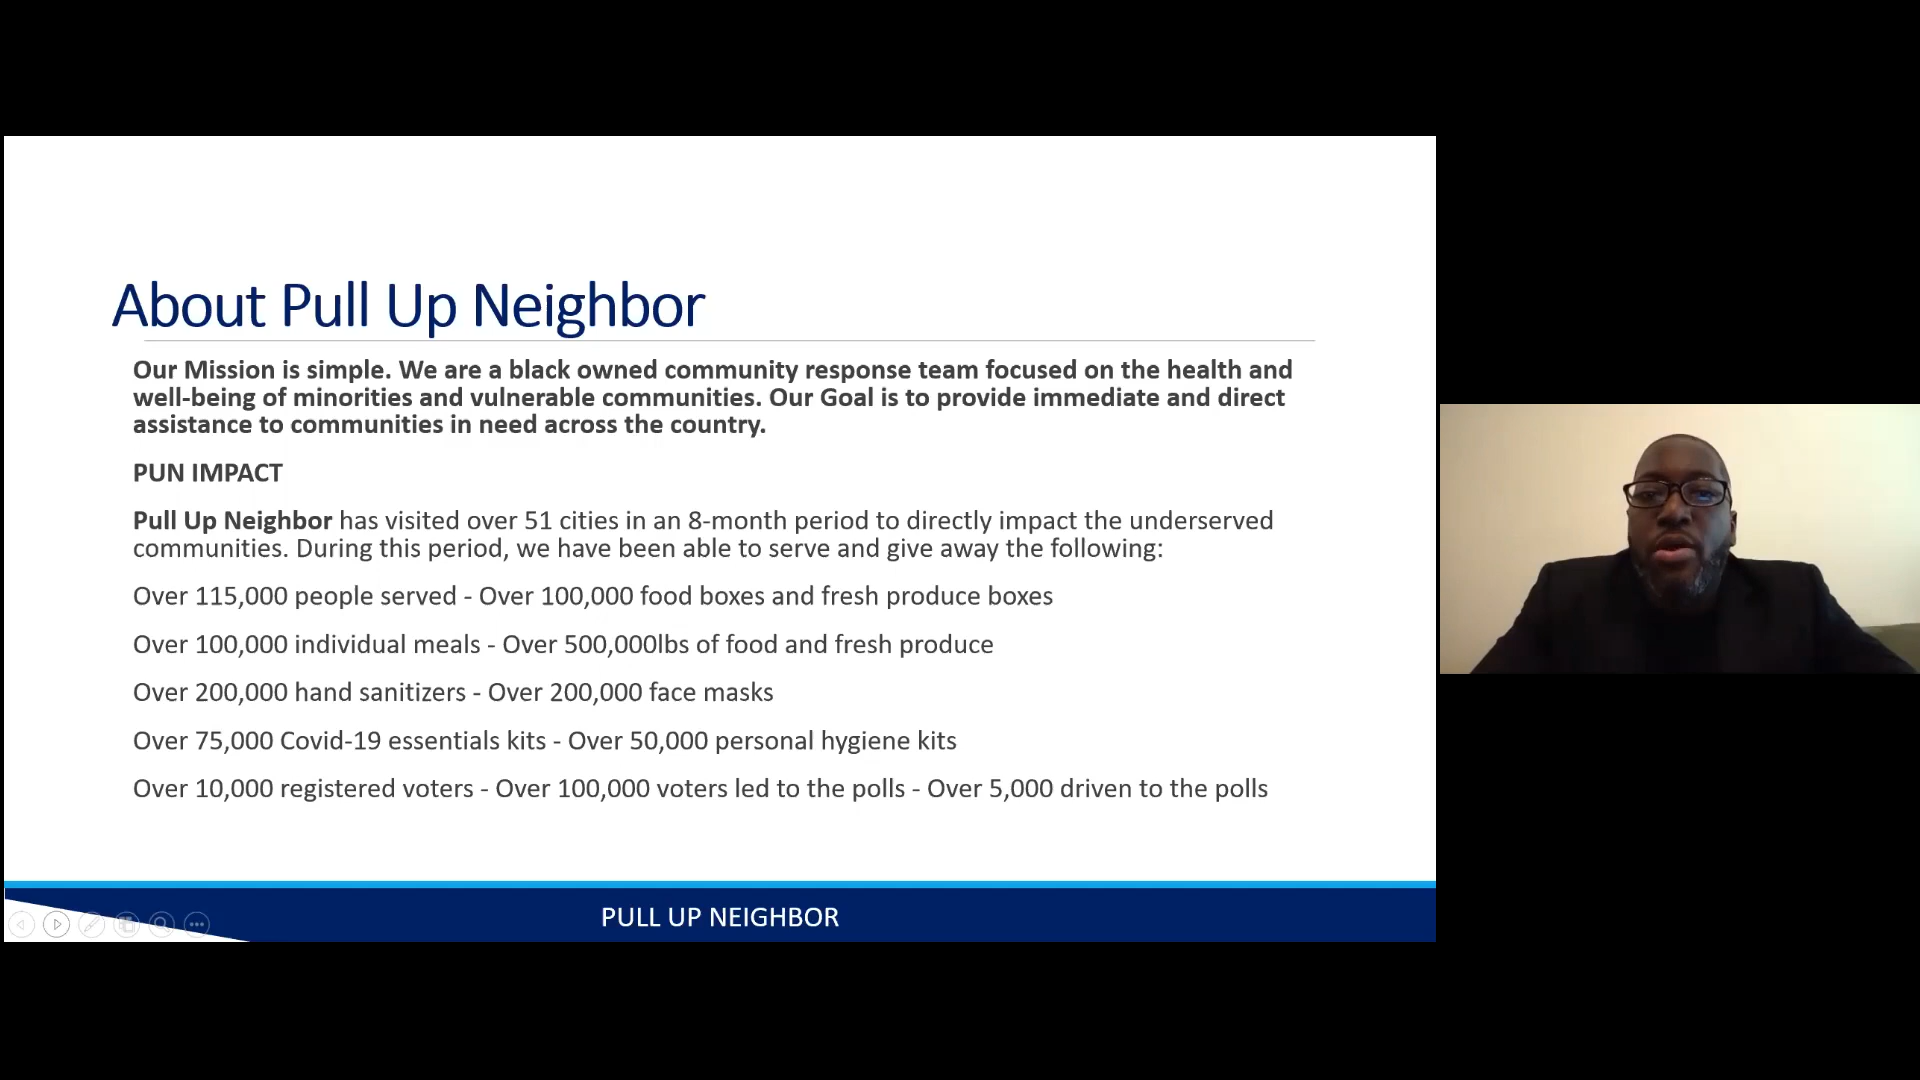 About Pull Up Neighbor
Our Mission is simple. We are a black owned community response team focused on the health and
well-being of minorities and vulnerable communities. Our Goal is to provide immediate and direct
assistance to communities in need across the country.
PUN IMPACT
Pull Up Neighbor has visited over 51 cities in an 8-month period to directly impact the underserved
communities. During this period, we have been able to serve and give away the following:
Over 115,000 people served - Over 100,000 food boxes and fresh produce boxes
Over 100,000 individual meals - Over 500,000lbs of food and fresh produce
Over 200,000 hand sanitizers - Over 200,000 face masks
Over 75,000 Covid-19 essentials kits - Over 50,000 personal hygiene kits
Over 10,000 registered voters - Over 100,000 voters led to the polls - Over 5,000 driven to the polls
PULL UP NEIGHBOR